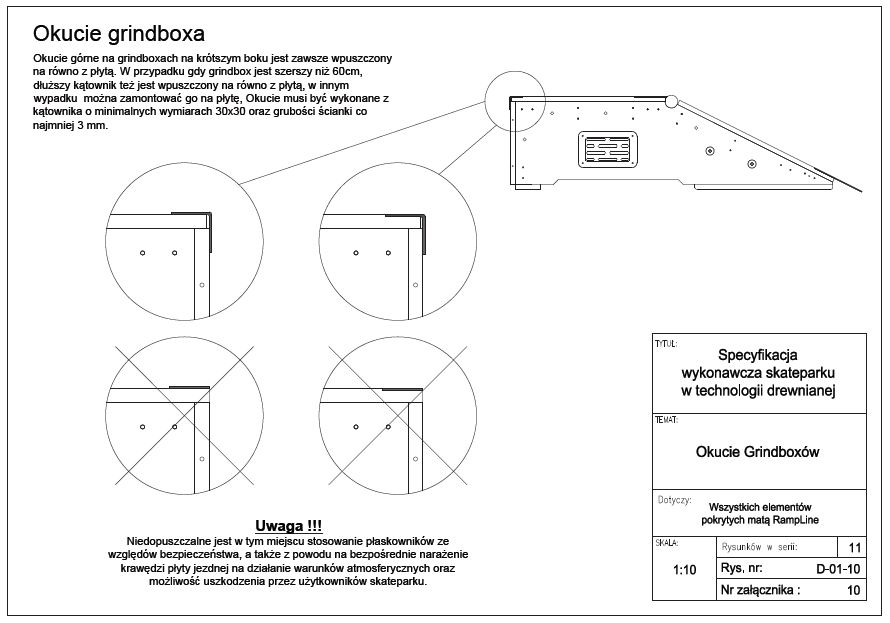 Okucie grindboxa
Okucie górne na grindboxach na krótszym boku jest zawsze wpuszczony
na równo z płytą. W przypadku gdy grindbox jest szerszy niż 60cm,
dłuższy kątownik też jest wpuszczony na równo z płytą, w innym
wypadku można zamontować go na płytę, Okucie musi być wykonane z
kątownika o minimalnych wymiarach 30x30 oraz grubości ścianki co
najmniej 3 mm.
Uwaga !!!
Niedopuszczalne jest w tym miejscu stosowanie płaskowników ze
względów bezpieczeństwa, a także z powodu na bezpośrednie narażenie
krawędzi płyty jezdnej na działanie warunków atmosferycznych oraz
możliwość uszkodzenia przez użytkowników skateparku.
TYTUŁ:
Specyfikacja
wykonawcza skateparku
w technologii drewnianej
TEMAT:
Okucie Grindboxów
Dotyczy:
Wszystkich elementów
pokrytych matą RampLine
SKALA:
1:10
Rysunków w serii: 11
Rys, nr: D-01-10
Nr załącznika : 10